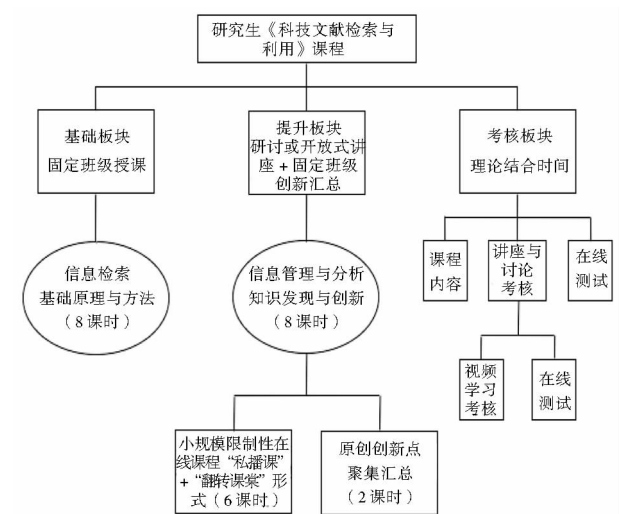 研究生《科技文献检索与
利用》课程
基础板块
固定班级授课
提升板块
研讨或开放式讲
座+固定班级
创新汇总
考核板块
理论结合时间
信息检索
基础原理与方法
(8课时)
信息管理与分析
知识发现与创新
(8课时)
课程
内容
讲座与
讨论
考核
在线
测试
视频
学习
考核
在线
测试
小规模限制性在
线课程“私播课”
+“翻转课堂”形
式(6课时)
原创创新点
聚集汇总
(2课时)